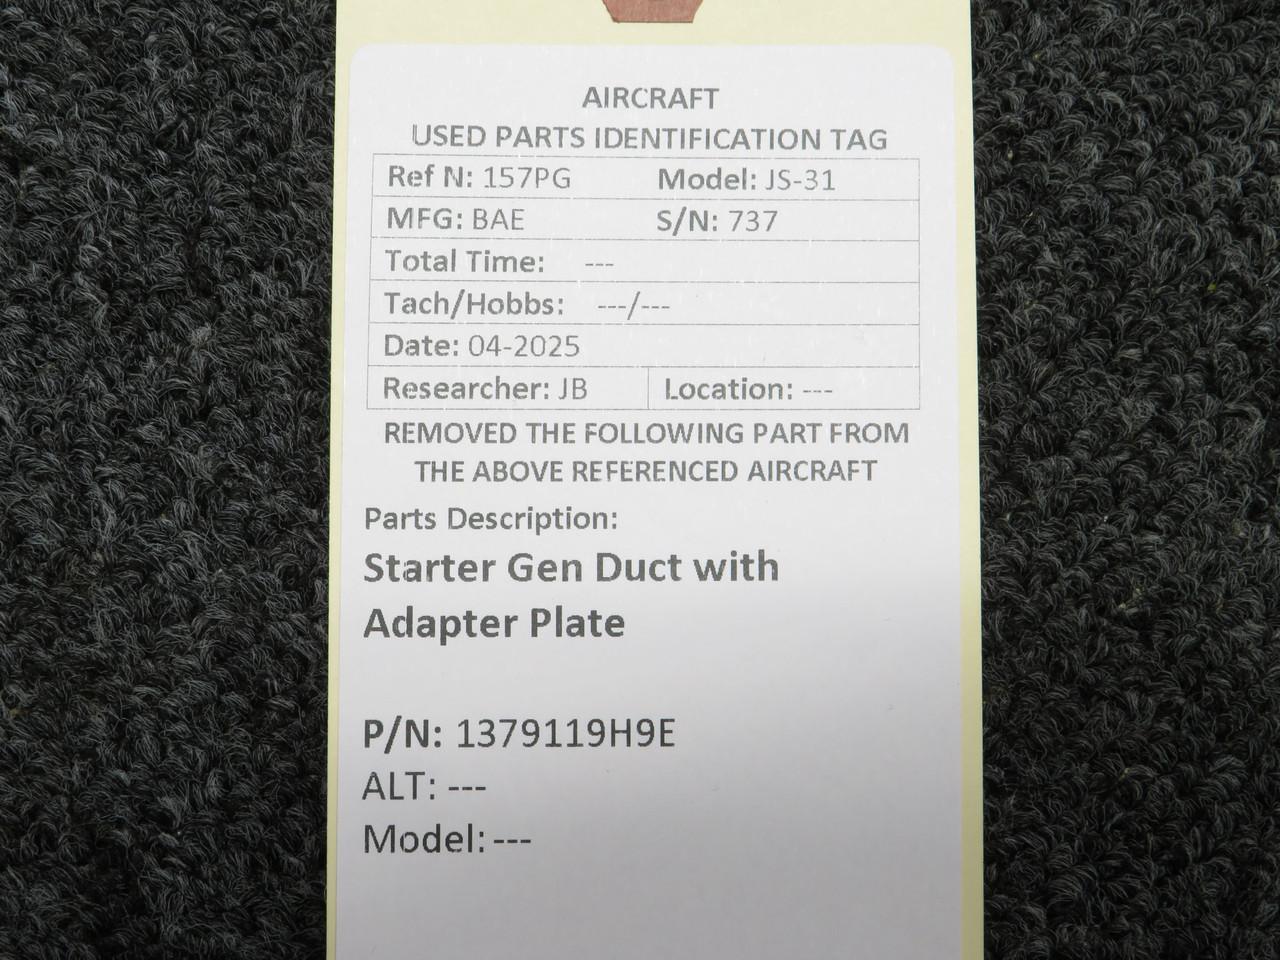 AIRCRAFT
USED PARTS IDENTIFICATION TAG
Ref N: 157PG Model: JS-31
MFG: BAE S/N: 737
Total Time: ---
Tach/Hobbs: ---/---
Date: 04-2025
Researcher: JB Location: ---
REMOVED THE FOLLOWING PART FROM
THE ABOVE REFERENCED AIRCRAFT
Parts Description:
Starter Gen Duct with
Adapter Plate
P/N: 1379119H9E
ALT: ---
Model: ---